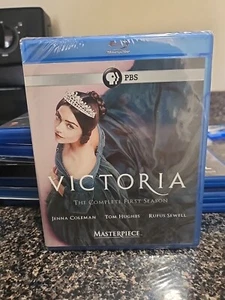 PBS
VICTORIA
THE COMPLETE FIRST SEASON
JENNA COLEMAN TOM HUGHES RUFUS SEWELL
MASTERPIECE